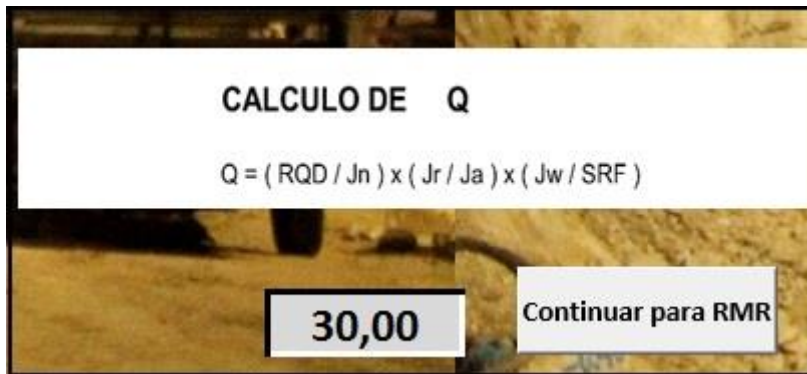 CALCULO DE Q
Q = ( RQD / Jn ) x ( Jr / Ja ) x ( Jw / SRF )
30,00
Continuar para RMR